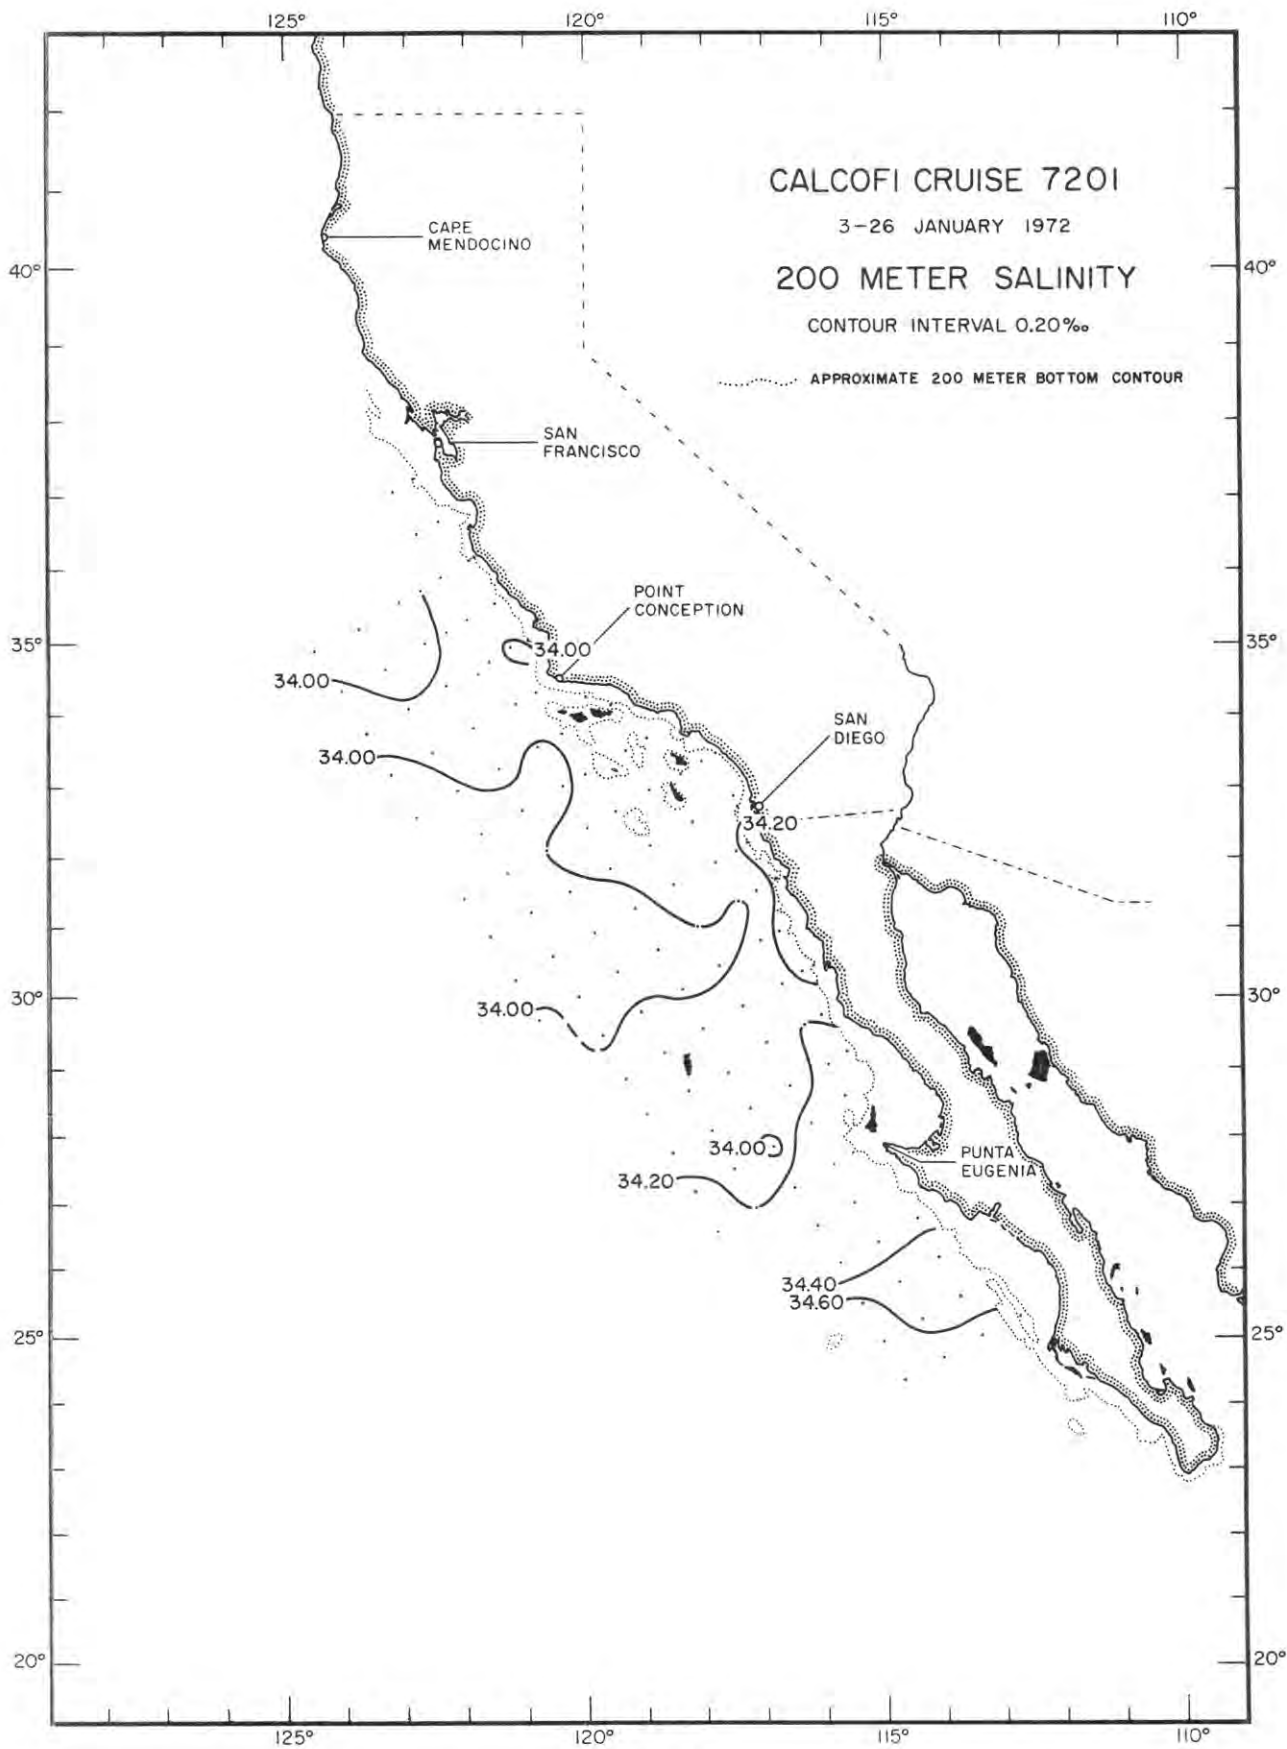 125°
120°
115°
110°
CALCOFI CRUISE 7201
3-26 JANUARY 1972
200 METER SALINITY
CONTOUR INTERVAL 0.20‰
APPROXIMATE 200 METER BOTTOM CONTOUR
CAPE
MENDOCINO
40°
40°
SAN
FRANCISCO
POINT
CONCEPTION
35°
35°
34.00
34.00
SAN
DIEGO
34.00
34.20
30°
34.00
30°
34.00
PUNTA
EUGENIA
34.20
34.40
34.60
25°
25°
20°
20°
125°
120°
115°
110°